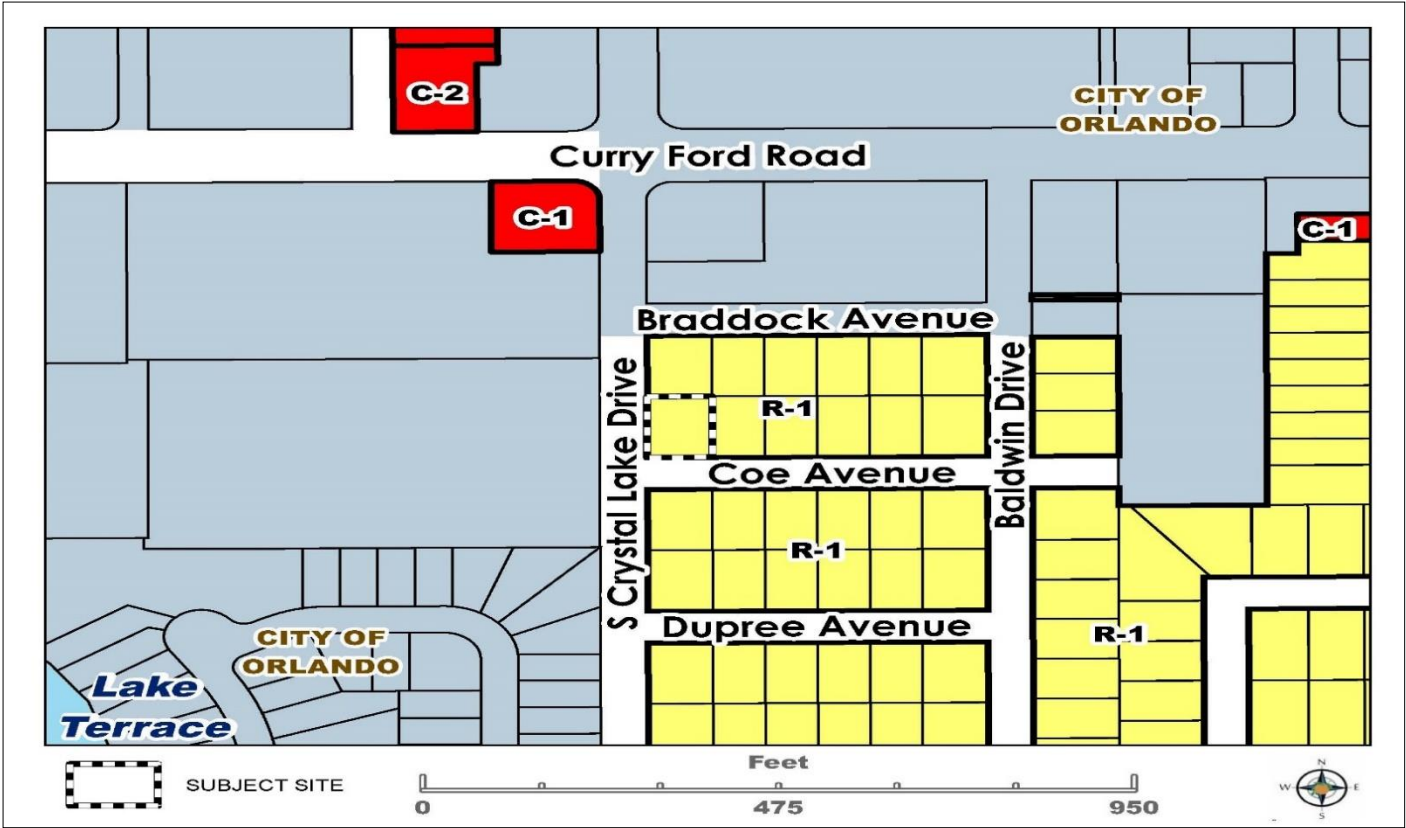 C-2
CITY OF
ORLANDO
Curry Ford Road
C-1
C-1
Braddock Avenue
S Crystal Lake Drive
Baldwin Drive
R-1
Coe Avenue
R-1
Dupree Avenue
R-1
CITY OF
ORLANDO
Lake
Terrace
SUBJECT SITE
Feet
0
475
950
N
W
E
S